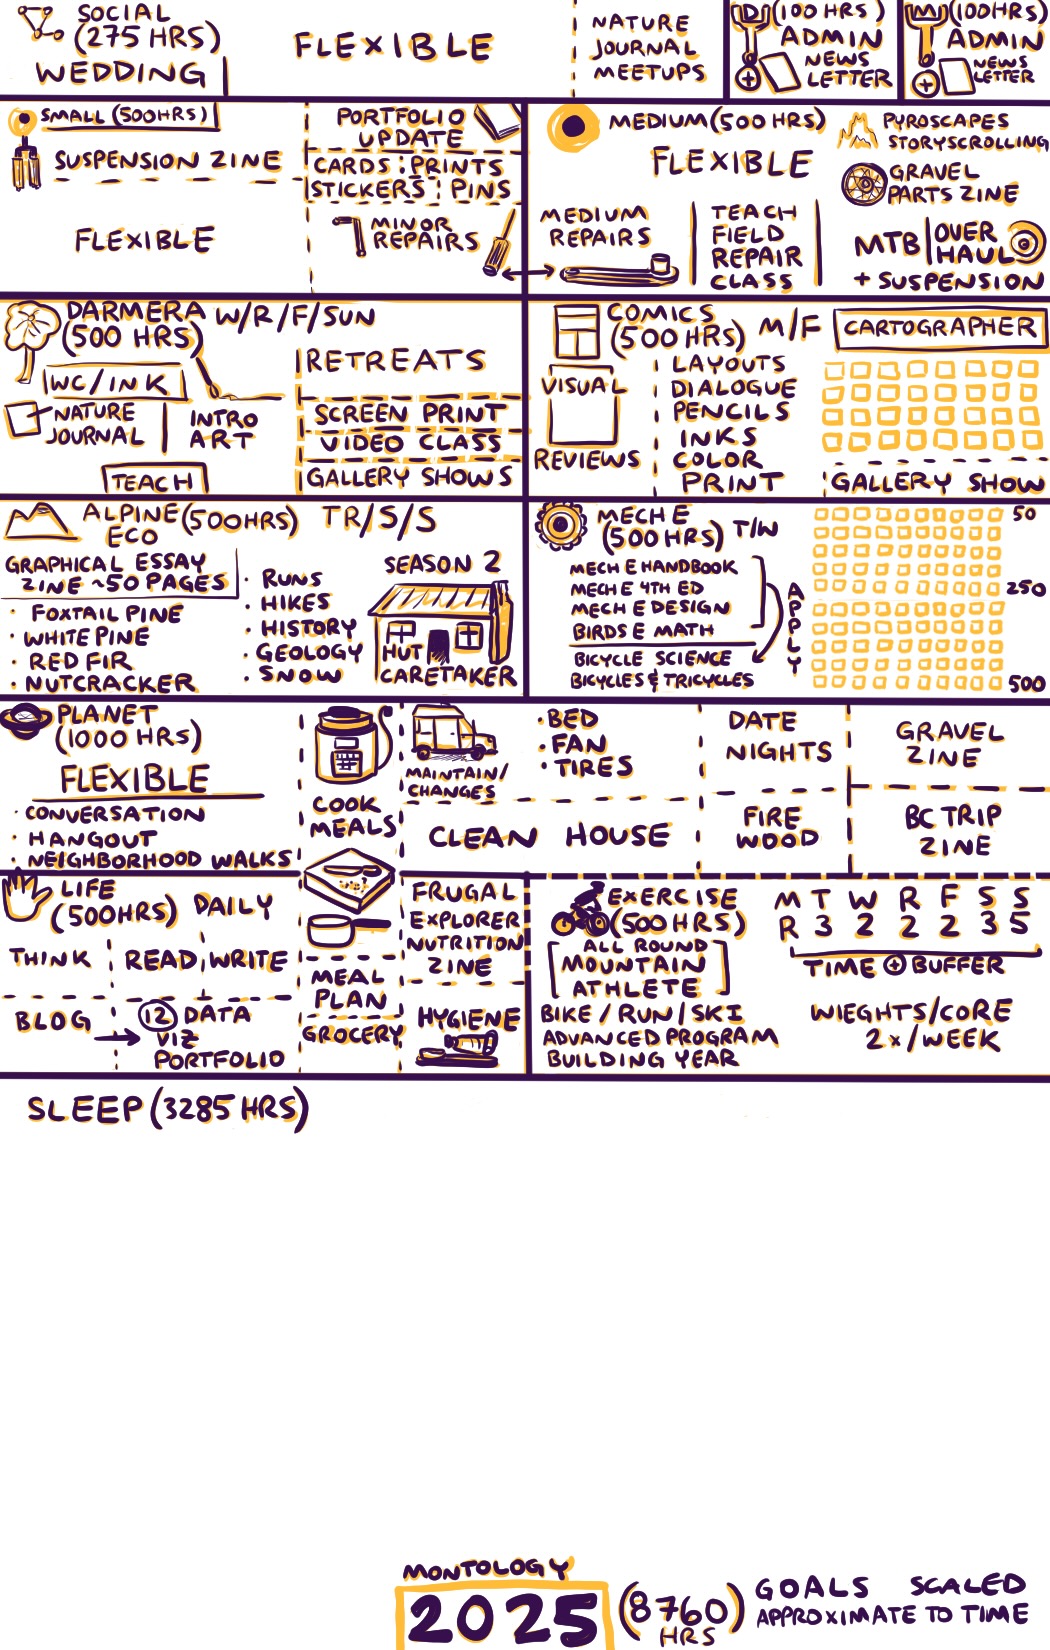 SOCIAL
(275 HRS)
WEDDING
FLEXIBLE
NATURE
JOURNAL
MEETUPS
D (100 HRS)
ADMIN
NEWS
LETTER
M (100HRS)
ADMIN
NEWS
LETTER
SMALL (500HRS)
SUSPENSION ZINE
FLEXIBLE
PORTFOLIO
UPDATE
CARDS PRINTS
STICKERS PINS
MINOR
REPAIRS
MEDIUM (500 HRS)
FLEXIBLE
PYROSCAPES
STORYSCROLLING
GRAVEL
PARTS ZINE
MEDIUM
REPAIRS
TEACH
FIELD
REPAIR
CLASS
MTB OVER
HAUL
+ SUSPENSION
DARMERA W/R/F/SUN
(500 HRS)
WC/INK
NATURE
JOURNAL
INTRO
ART
TEACH
RETREATS
SCREEN PRINT
VIDEO CLASS
GALLERY SHOWS
COMICS
(500 HRS) M/F
CARTOGRAPHER
VISUAL
REVIEWS
LAYOUTS
DIALOGUE
PENCILS
INKS
COLOR
PRINT
GALLERY SHOW
ALPINE (500HRS) TR/S/S
ECO
GRAPHICAL ESSAY
ZINE ~50 PAGES
· FOXTAIL PINE
· WHITE PINE
· RED FIR
· NUTCRACKER
· RUNS
· HIKES
· HISTORY
· GEOLOGY
· SNOW
SEASON 2
HUT
CARETAKER
MECH E
(500 HRS) T/W
MECH E HANDBOOK
MECH E 4TH ED
MECH E DESIGN
BIRDS E MATH
BICYCLE SCIENCE
BICYCLES & TRICYCLES
APPLY
50
250
500
PLANET
(1000 HRS)
FLEXIBLE
· CONVERSATION
· HANGOUT
· NEIGHBORHOOD WALKS
COOK
MEALS
MAINTAIN/
CHANGES
· BED
· FAN
· TIRES
CLEAN HOUSE
DATE
NIGHTS
FIRE
WOOD
GRAVEL
ZINE
BC TRIP
ZINE
LIFE
(500HRS) DAILY
THINK
READ WRITE
BLOG
12 DATA
VIZ
PORTFOLIO
MEAL
PLAN
GROCERY
FRUGAL
EXPLORER
NUTRITION
ZINE
HYGIENE
EXERCISE
(500 HRS)
[ALL ROUND
MOUNTAIN
ATHLETE]
BIKE / RUN / SKI
ADVANCED PROGRAM
BUILDING YEAR
M T W R F S S
R 3 2 2 2 3 5
TIME + BUFFER
WIEGHTS/CORE
2x/WEEK
SLEEP (3285 HRS)
MONTOLOGY
2025 (8760)
HRS
GOALS SCALED
APPROXIMATE TO TIME